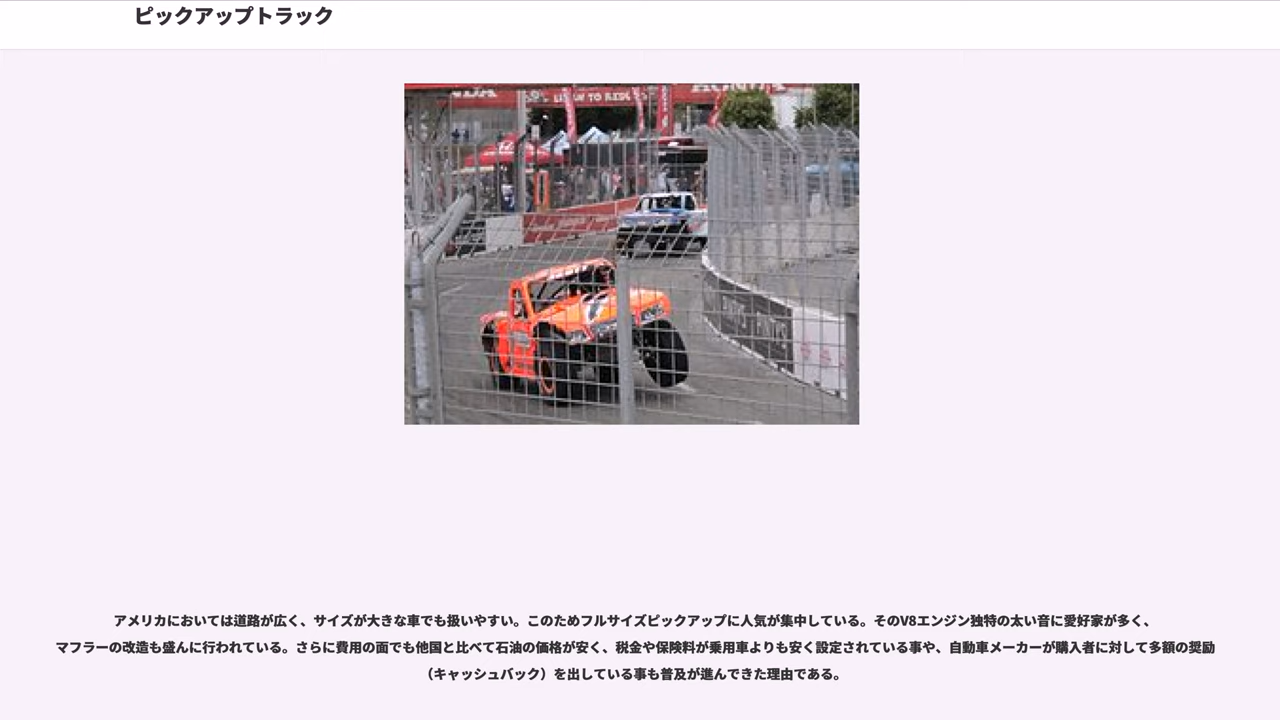 ピックアップトラック
HONDA
LISTEN TO REDS
アメリカにおいては道路が広く、サイズが大きな車でも扱いやすい。このためフルサイズピックアップに人気が集中している。そのV8エンジン独特の太い音に愛好家が多く、
マフラーの改造も盛んに行われている。さらに費用の面でも他国と比べて石油の価格が安く、税金や保険料が乗用車よりも安く設定されている事や、自動車メーカーが購入者に対して多額の奨励
（キャッシュバック）を出している事も普及が進んできた理由である。